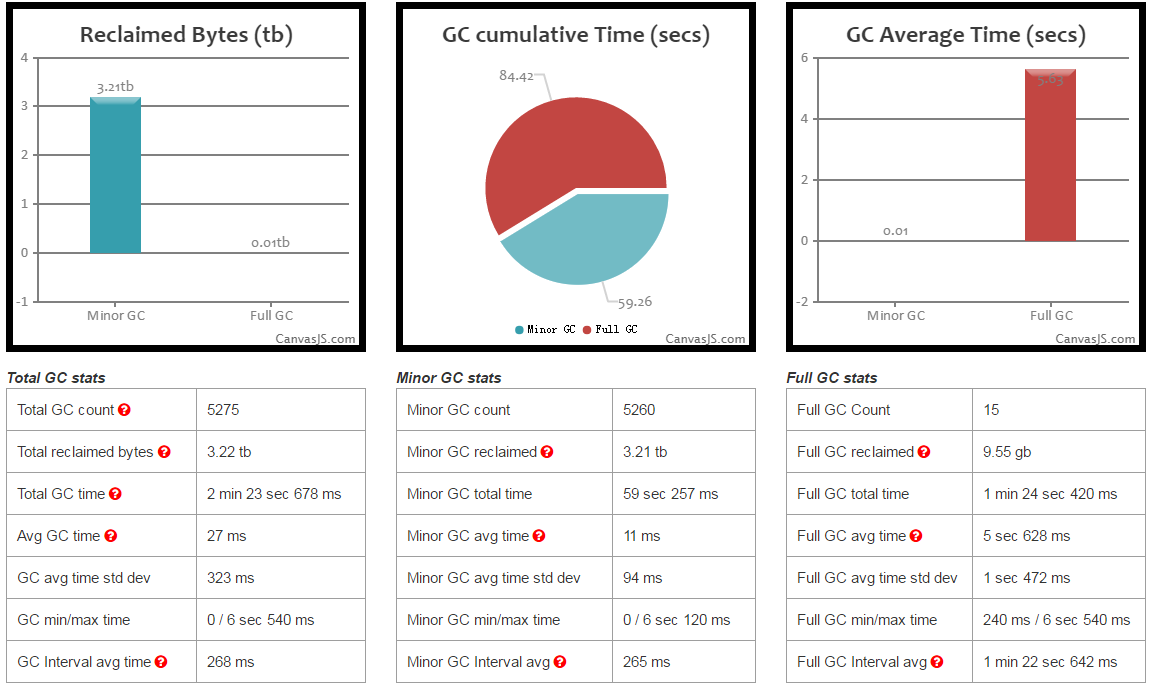 Reclaimed Bytes (tb)
4
3.21tb
3
2
1
0.01tb
0
-1
Minor GC Full GC
CanvasJS.com
GC cumulative Time (secs)
84.42
59.26
Minor GC Full GC
CanvasJS.com
GC Average Time (secs)
6
5.63
4
2
0.01
0
-2
Minor GC Full GC
CanvasJS.com
Total GC stats
Total GC count 5275
Total reclaimed bytes 3.22 tb
Total GC time 2 min 23 sec 678 ms
Avg GC time 27 ms
GC avg time std dev 323 ms
GC min/max time 0 / 6 sec 540 ms
GC Interval avg time 268 ms
Minor GC stats
Minor GC count 5260
Minor GC reclaimed 3.21 tb
Minor GC total time 59 sec 257 ms
Minor GC avg time 11 ms
Minor GC avg time std dev 94 ms
Minor GC min/max time 0 / 6 sec 120 ms
Minor GC Interval avg 265 ms
Full GC stats
Full GC Count 15
Full GC reclaimed 9.55 gb
Full GC total time 1 min 24 sec 420 ms
Full GC avg time 5 sec 628 ms
Full GC avg time std dev 1 sec 472 ms
Full GC min/max time 240 ms / 6 sec 540 ms
Full GC Interval avg 1 min 22 sec 642 ms